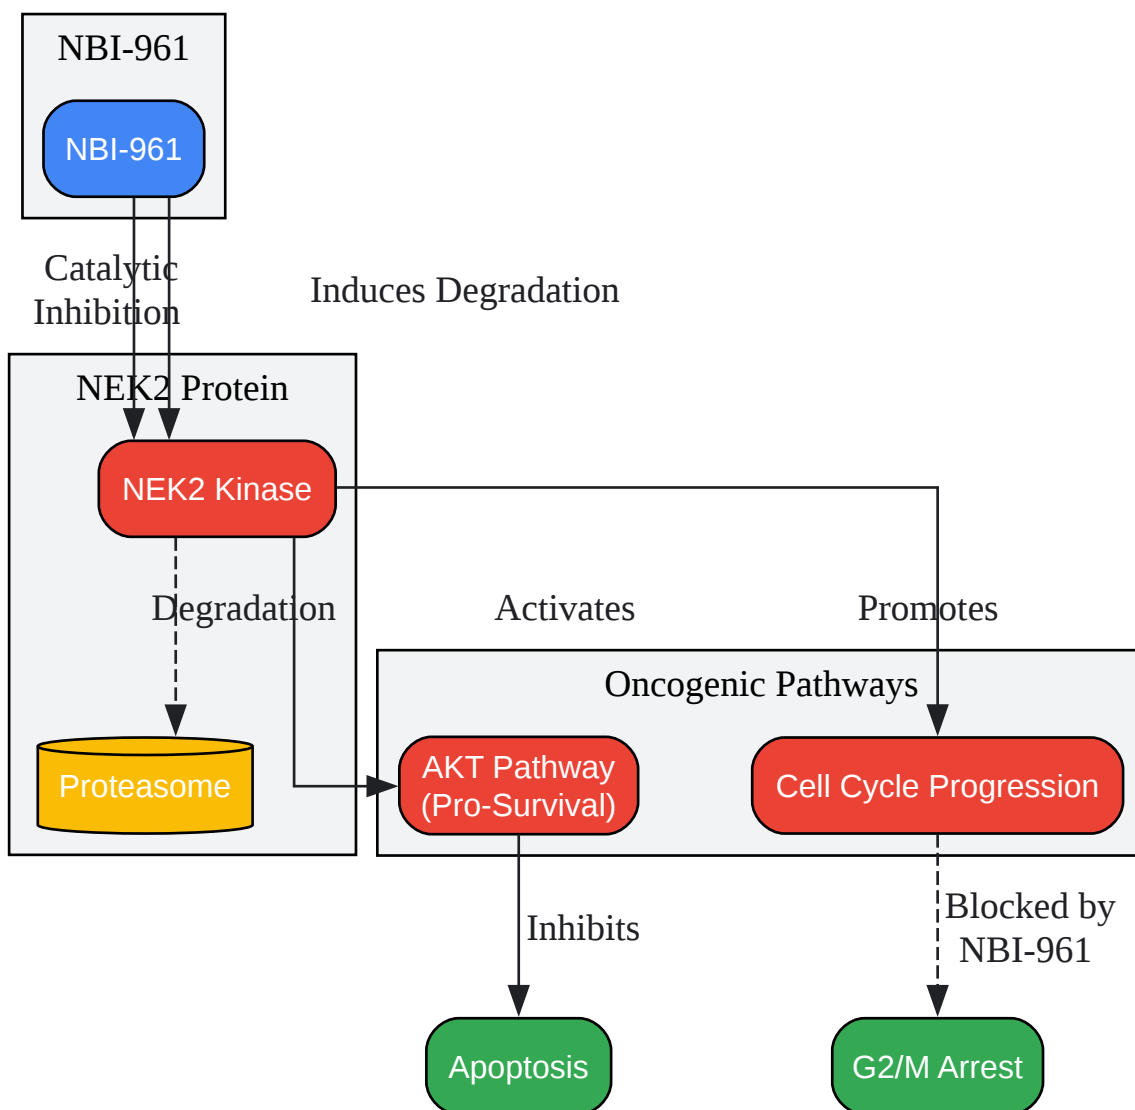 NBI-961
NBI-961
Catalytic
Inhibition
Induces Degradation
NEK2 Protein
NEK2 Kinase
Degradation
Activates
Promotes
Oncogenic Pathways
Proteasome
AKT Pathway
(Pro-Survival)
Cell Cycle Progression
Inhibits
Blocked by
NBI-961
Apoptosis
G2/M Arrest